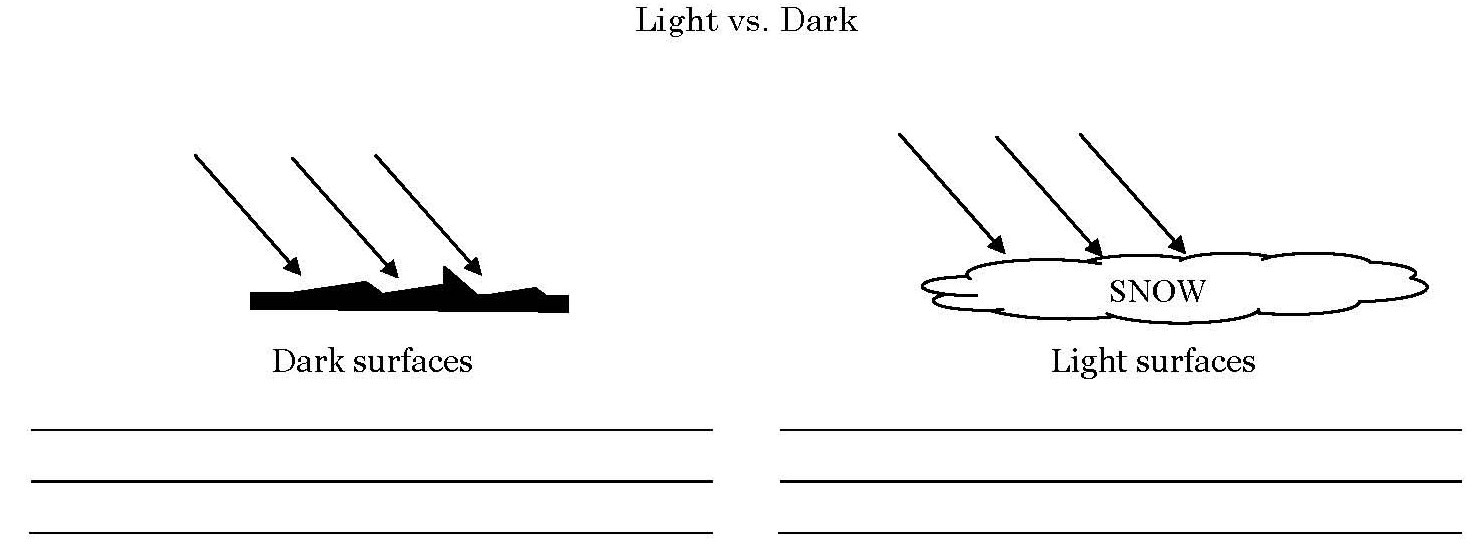 Light vs. Dark
SNOW
Dark surfaces
Light surfaces